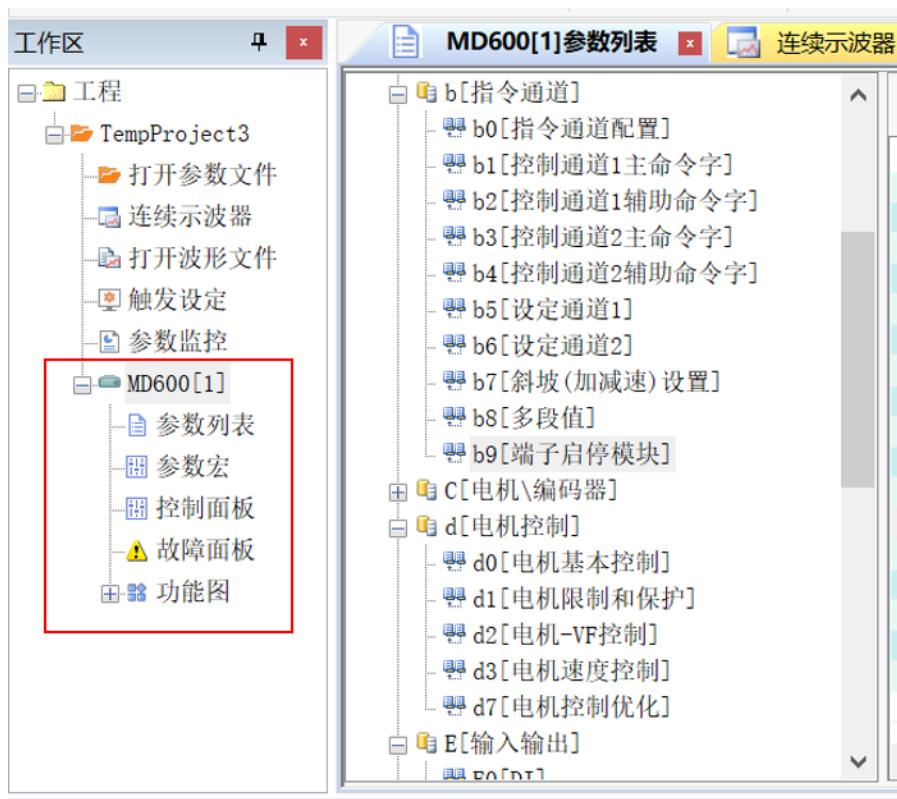 工作区
工程
TempProject3
打开参数文件
连续示波器
打开波形文件
触发设定
参数监控
MD600[1]
参数列表
参数宏
控制面板
故障面板
功能图
MD600[1]参数列表
连续示波器
b[指令通道]
b0[指令通道配置]
b1[控制通道1主命令字]
b2[控制通道1辅助命令字]
b3[控制通道2主命令字]
b4[控制通道2辅助命令字]
b5[设定通道1]
b6[设定通道2]
b7[斜坡(加减速)设置]
b8[多段值]
b9[端子启停模块]
C[电机\编码器]
d[电机控制]
d0[电机基本控制]
d1[电机限制和保护]
d2[电机-VF控制]
d3[电机速度控制]
d7[电机控制优化]
E[输入输出]
E0[DI]